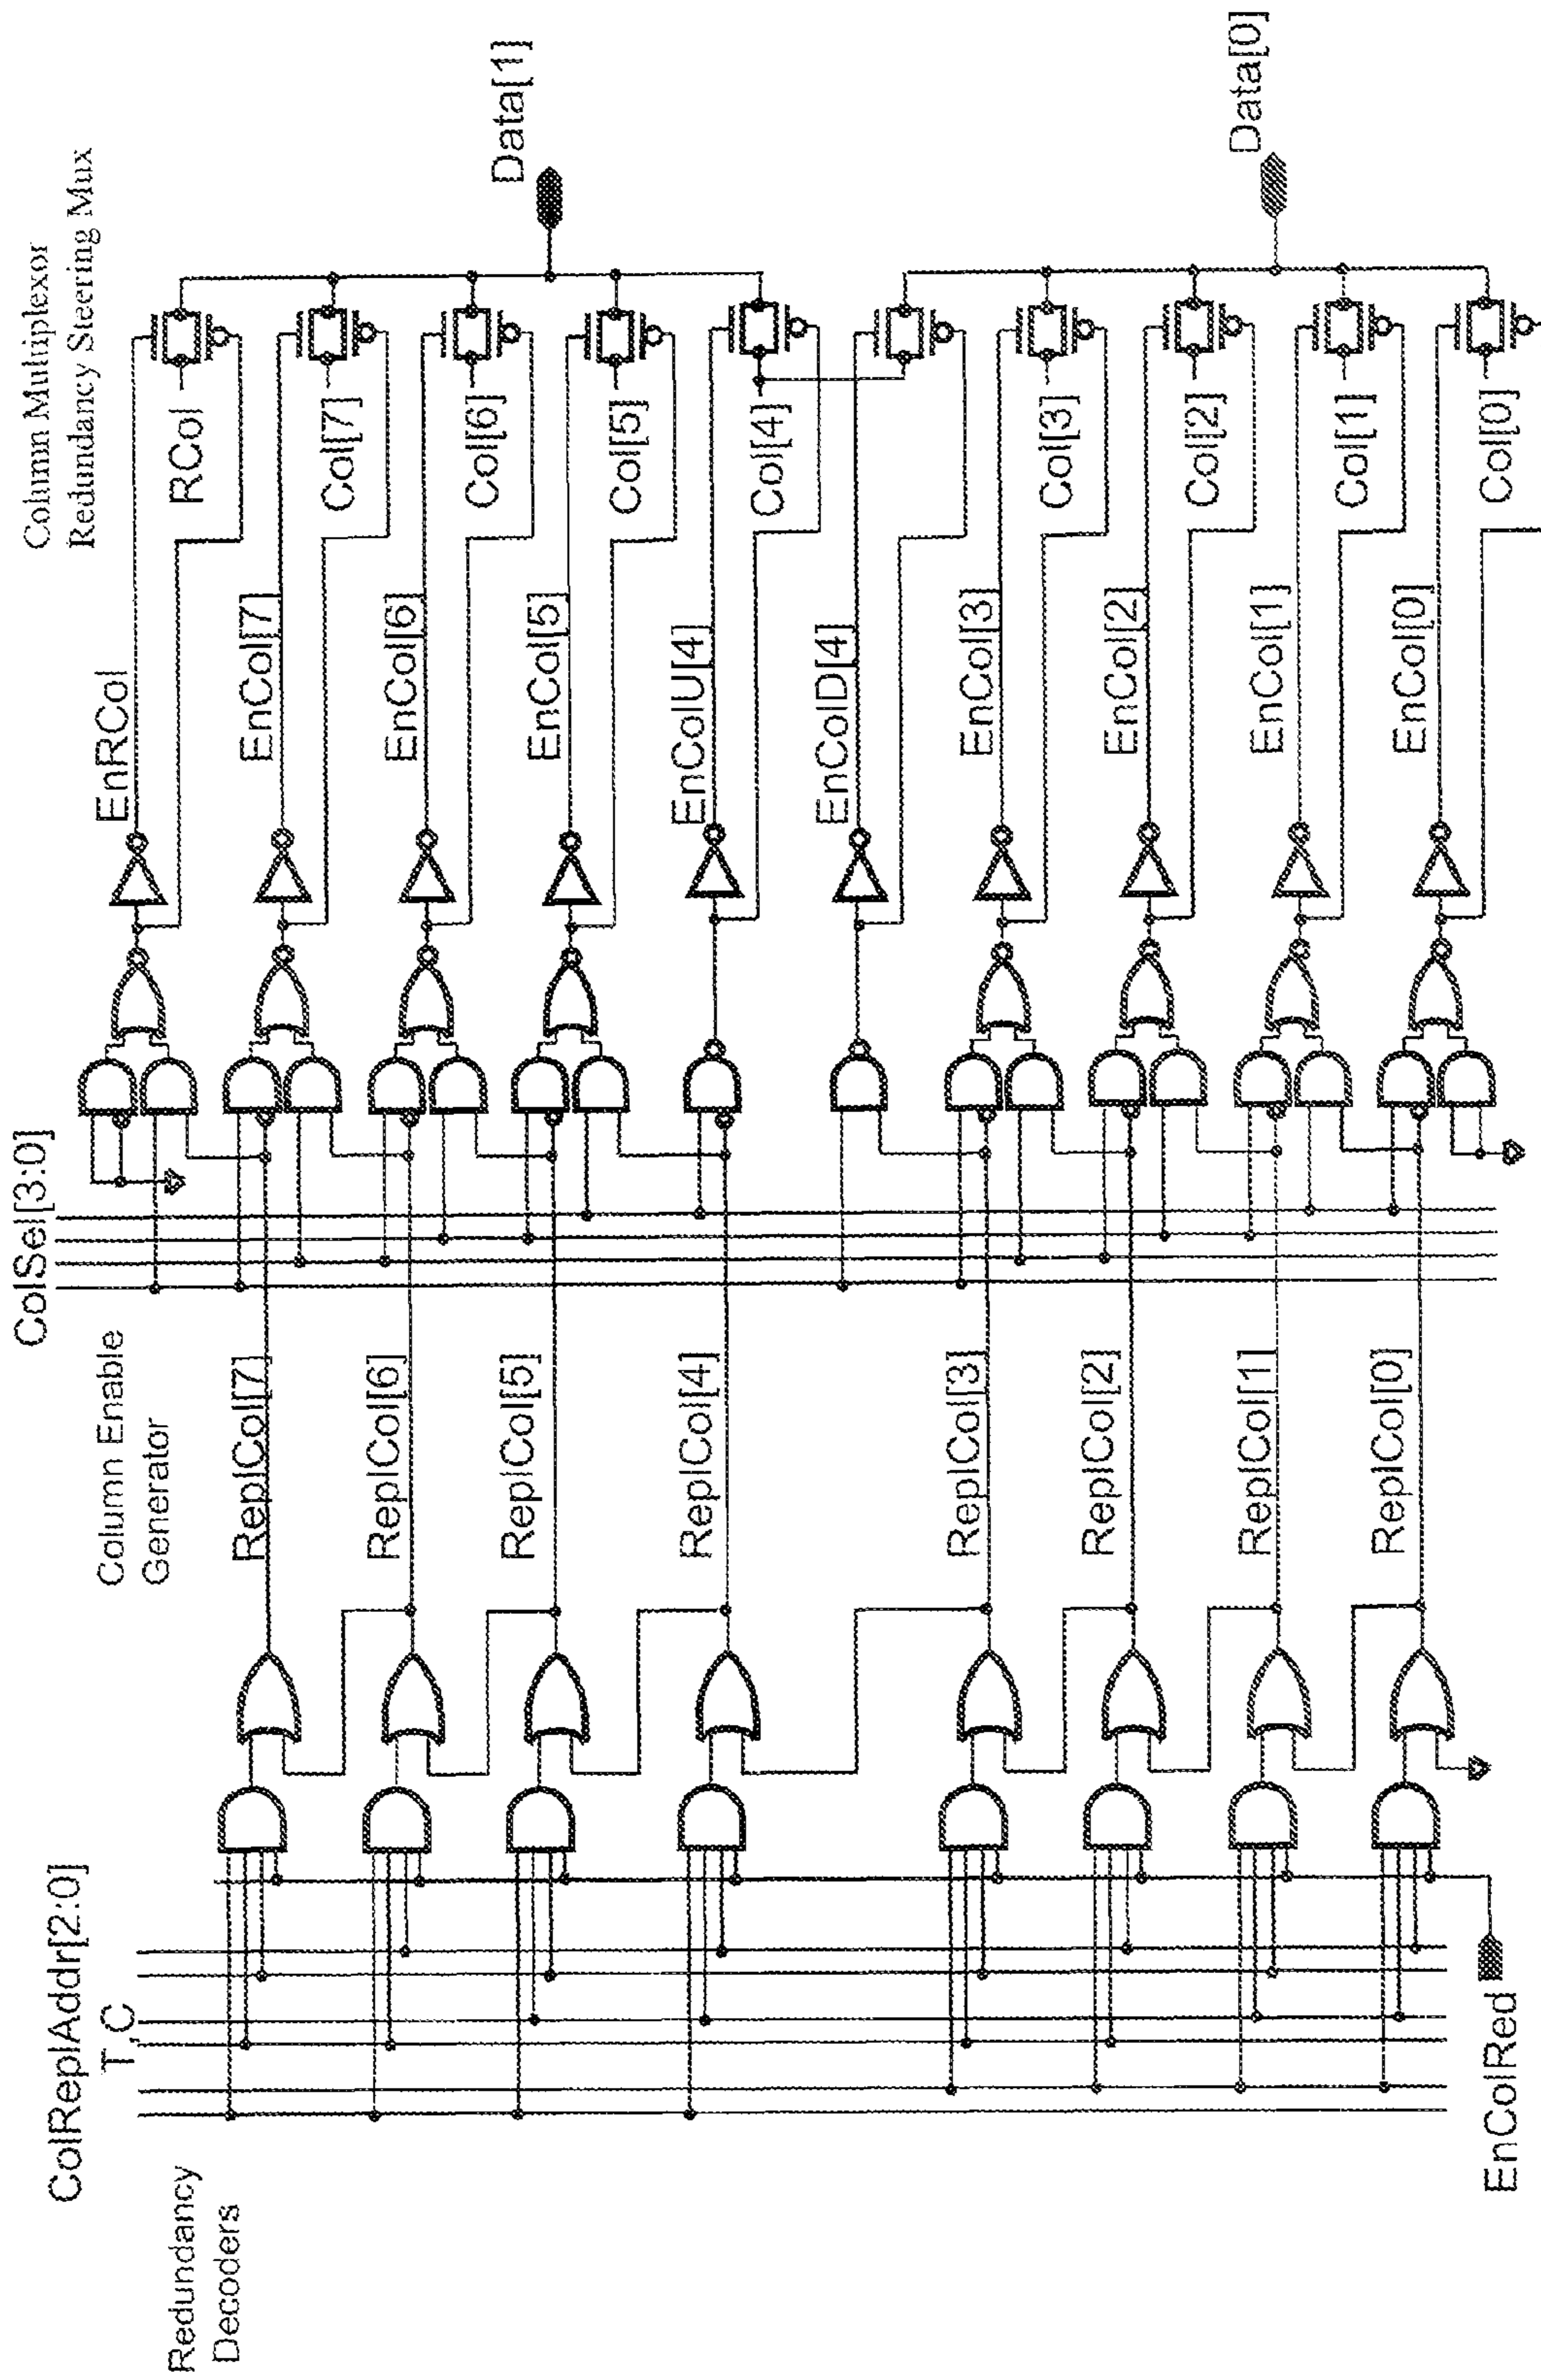 Redundancy
Decoders
ColReplAddr[2:0]
T,C
EnColRed
Column Enable
Generator
ColSel[3:0]
Column Multiplexor
Redundancy Steering Mux
ReplCol[7]
ReplCol[6]
ReplCol[5]
ReplCol[4]
ReplCol[3]
ReplCol[2]
ReplCol[1]
ReplCol[0]
EnRCol
EnCol[7]
EnCol[6]
EnCol[5]
EnColU[4]
EnColD[4]
EnCol[3]
EnCol[2]
EnCol[1]
EnCol[0]
RCol
Col[7]
Col[6]
Col[5]
Col[4]
Col[3]
Col[2]
Col[1]
Col[0]
Data[1]
Data[0]